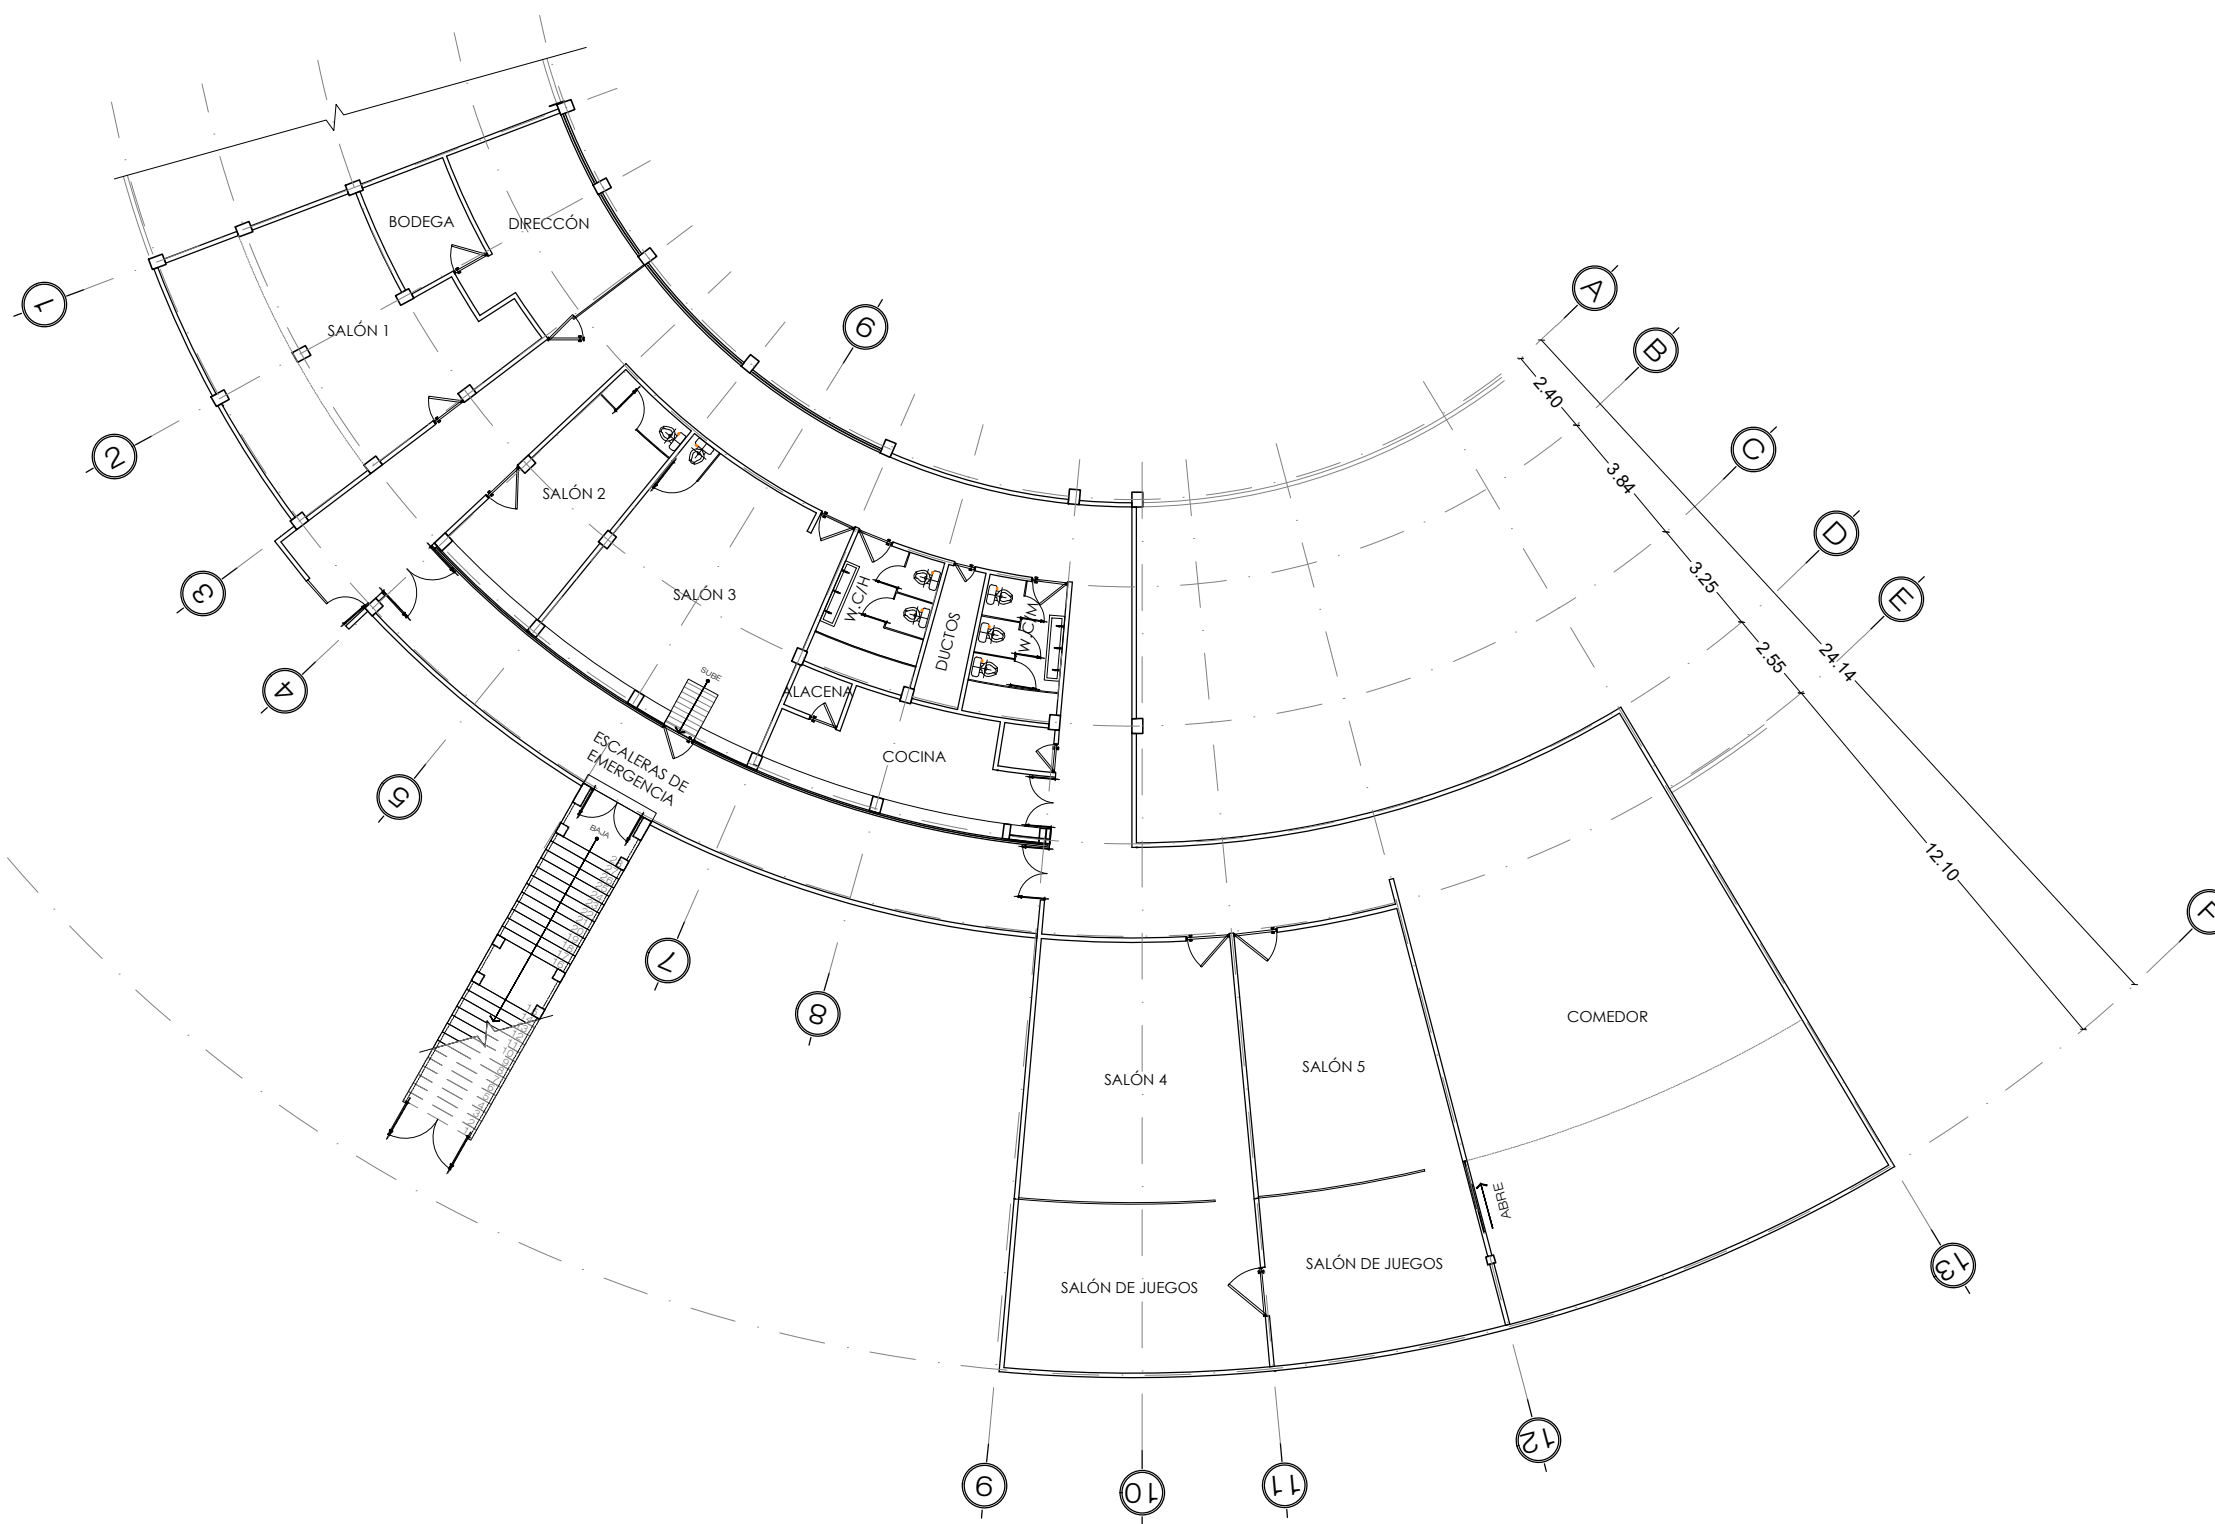 BODEGA
DIRECCÓN
SALÓN 1
SALÓN 2
SALÓN 3
W.C/H
DUCTOS
W.C/M
SUBE
ALACENA
COCINA
ESCALERAS DE
EMERGENCIA
BAJA
SALÓN 4
SALÓN 5
COMEDOR
SALÓN DE JUEGOS
SALÓN DE JUEGOS
ABRE
1
2
3
4
5
6
7
8
9
10
11
12
13
A
B
C
D
E
F
2.40
3.84
3.25
2.55
24.14
12.10